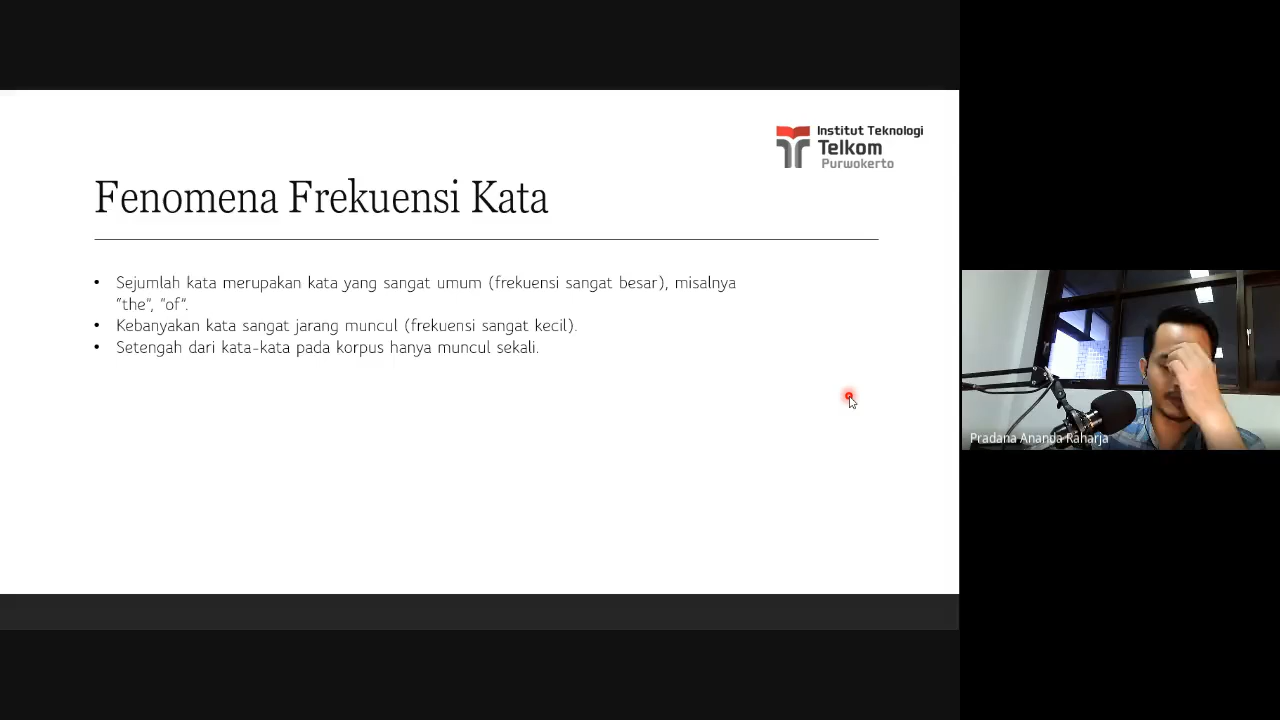 Institut Teknologi
Telkom
Purwokerto
Fenomena Frekuensi Kata
• Sejumlah kata merupakan kata yang sangat umum (frekuensi sangat besar), misalnya
"the", "of".
• Kebanyakan kata sangat jarang muncul (frekuensi sangat kecil).
• Setengah dari kata-kata pada korpus hanya muncul sekali.
Pradana Ananda Raharja